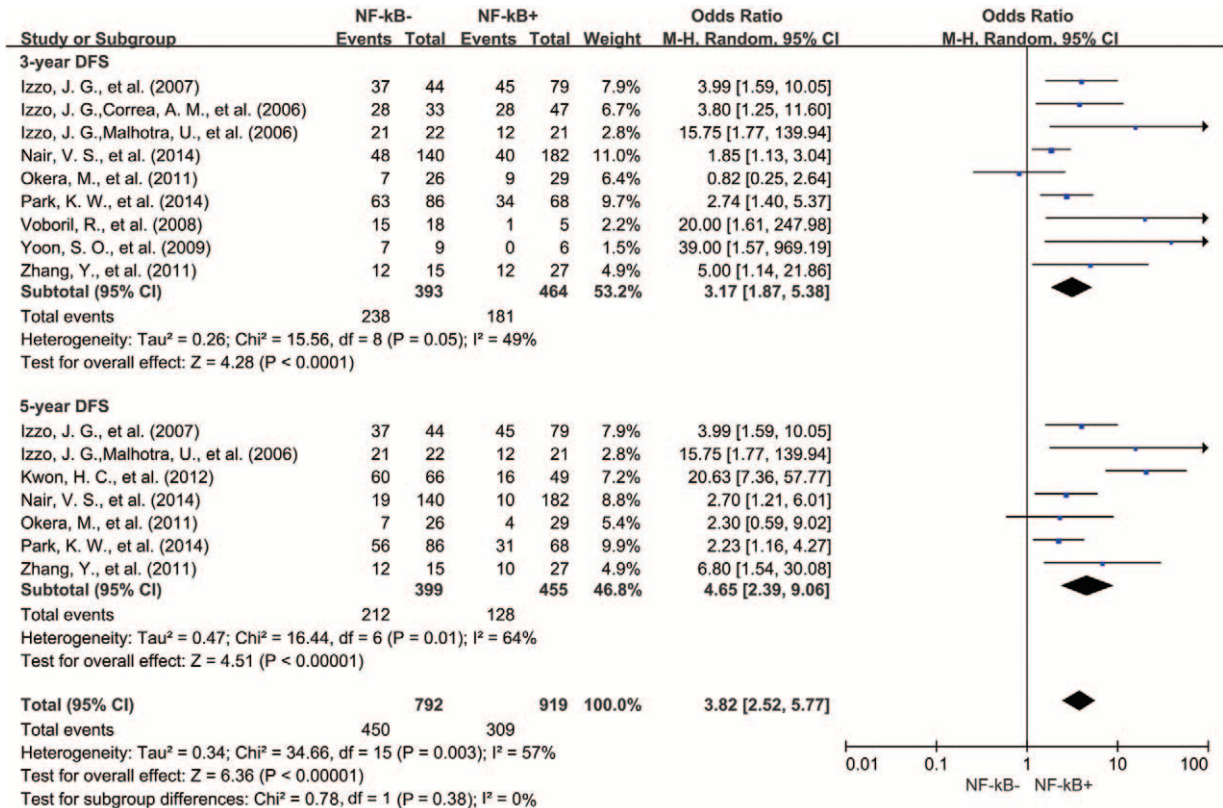 NF-kB- NF-kB+ Odds Ratio Odds Ratio
Study or Subgroup Events Total Events Total Weight M-H, Random, 95% CI M-H, Random, 95% CI
3-year DFS
Izzo, J. G., et al. (2007) 37 44 45 79 7.9% 3.99 [1.59, 10.05]
Izzo, J. G.,Correa, A. M., et al. (2006) 28 33 28 47 6.1% 3.80 [1.25, 11.60]
Izzo, J. G.,Malhotra, U., et al. (2006) 21 22 12 21 2.8% 15.75 [1.77, 139.94]
Nair, V. S., et al. (2014) 48 140 40 182 11.0% 1.85 [1.13, 3.04]
Okera, M., et al. (2011) 7 26 9 29 6.4% 0.82 [0.25, 2.64]
Park, K. W., et al. (2014) 63 86 34 68 9.7% 2.74 [1.40, 5.37]
Voboril, R., et al. (2008) 15 18 1 5 2.2% 20.00 [1.61, 247.98]
Yoon, S. O., et al. (2009) 7 9 0 6 1.5% 39.00 [1.57, 969.19]
Zhang, Y., et al. (2011) 12 15 12 27 4.9% 5.00 [1.14, 21.86]
Subtotal (95% CI) 393 464 53.2% 3.17 [1.87, 5.38]
Total events 238 181
Heterogeneity: Tau² = 0.26; Chi² = 15.56, df = 8 (P = 0.05); I² = 49%
Test for overall effect: Z = 4.28 (P < 0.0001)
5-year DFS
Izzo, J. G., et al. (2007) 37 44 45 79 7.9% 3.99 [1.59, 10.05]
Izzo, J. G.,Malhotra, U., et al. (2006) 21 22 12 21 2.8% 15.75 [1.77, 139.94]
Kwon, H. C., et al. (2012) 60 66 16 49 7.2% 20.63 [7.36, 57.77]
Nair, V. S., et al. (2014) 19 140 10 182 8.8% 2.70 [1.21, 6.01]
Okera, M., et al. (2011) 7 26 4 29 5.4% 2.30 [0.59, 9.02]
Park, K. W., et al. (2014) 56 86 31 68 9.9% 2.23 [1.16, 4.27]
Zhang, Y., et al. (2011) 12 15 10 27 4.9% 6.80 [1.54, 30.08]
Subtotal (95% CI) 399 455 46.8% 4.65 [2.39, 9.06]
Total events 212 128
Heterogeneity: Tau² = 0.47; Chi² = 16.44, df = 6 (P = 0.01); I² = 64%
Test for overall effect: Z = 4.51 (P < 0.00001)
Total (95% CI) 792 919 100.0% 3.82 [2.52, 5.77]
Total events 450 309
Heterogeneity: Tau² = 0.34; Chi² = 34.66, df = 15 (P = 0.003); I² = 57%
Test for overall effect: Z = 6.36 (P < 0.00001)
Test for subgroup differences: Chi² = 0.78, df = 1 (P = 0.38); I² = 0%
0.01 0.1 1 10 100
NF-kB- NF-kB+